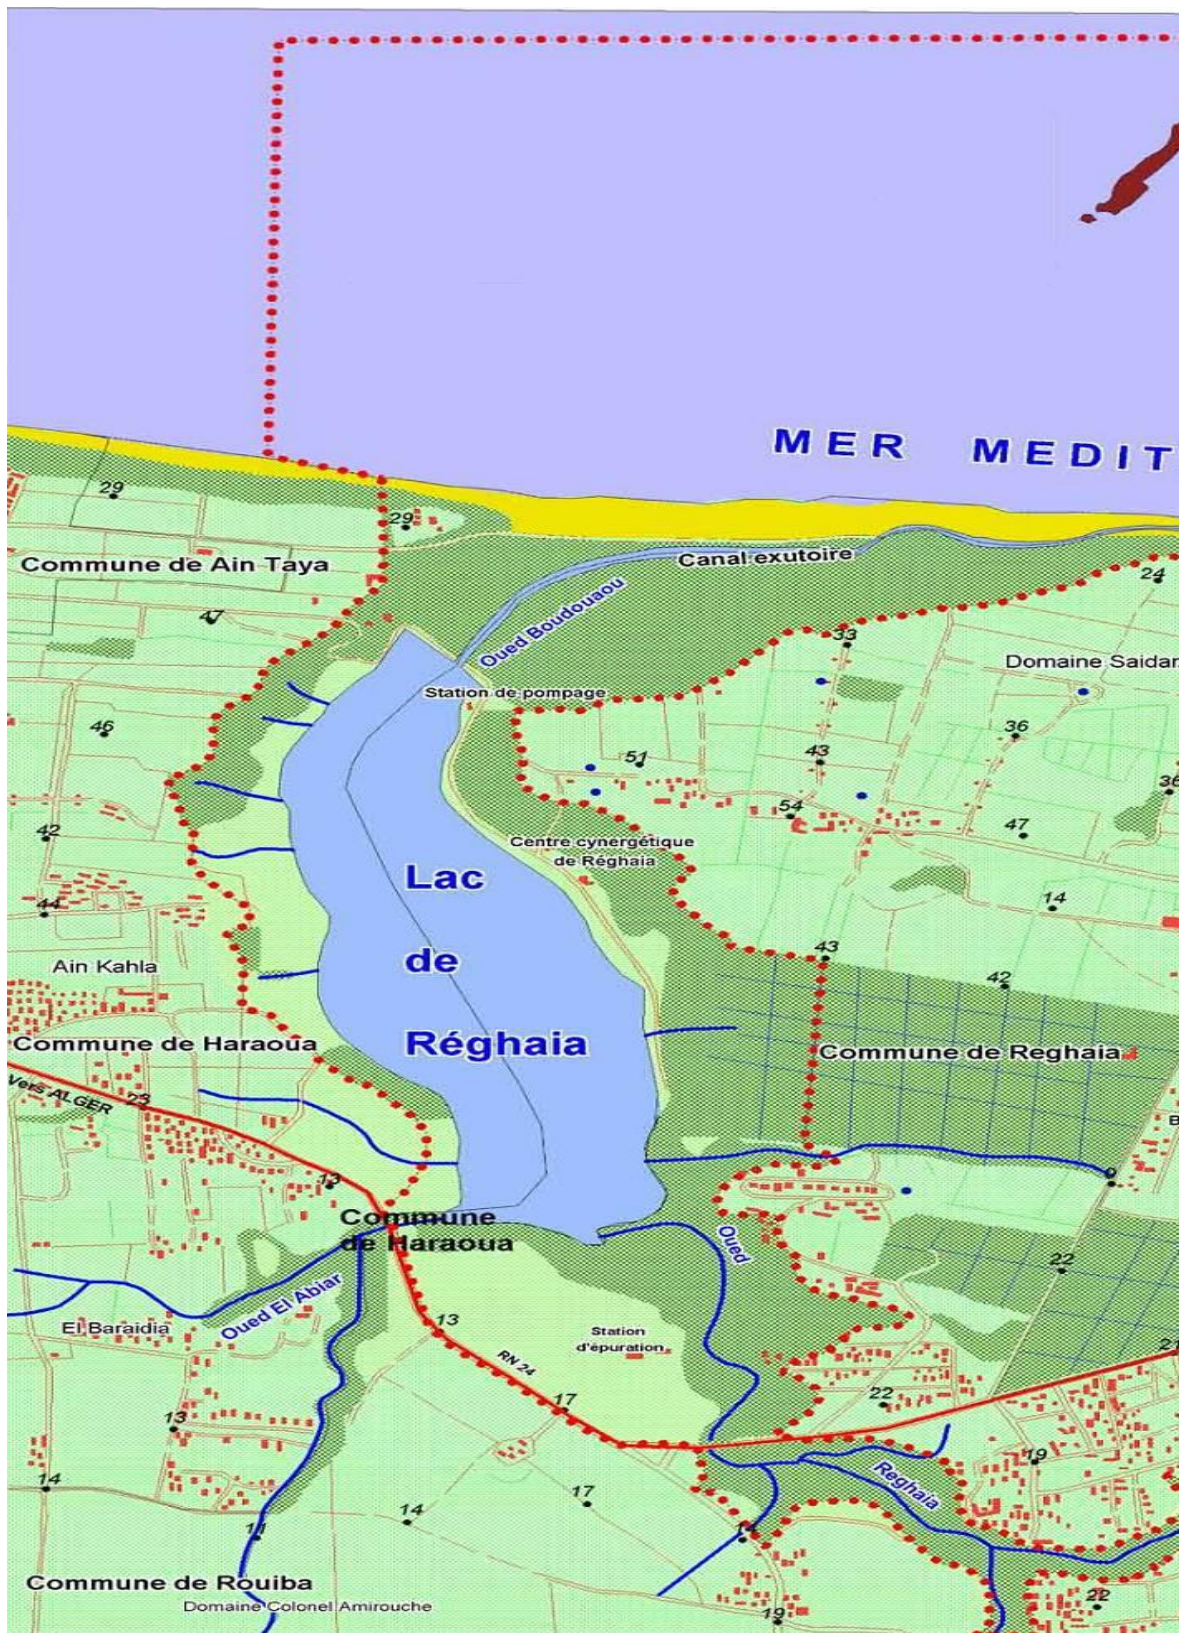 MER MEDIT
29
29
Commune de Ain Taya
Canal exutoire
24
47
Oued Boudouaou
33
Domaine Saidar
Station de pompage
46
36
51
43
36
54
42
47
Centre cynergétique
de Réghaia
Lac
44
14
43
de
Ain Kahla
42
Commune de Haraoua
Réghaia
Commune de Reghaia
Vers ALGER
23
B
13
9
Commune
de Haraoua
Oued
22
Oued El Abiar
El Baraidia
13
Station
d'épuration
RN 24
21
22
17
13
19
Reghaia
14
14
17
11
14
Commune de Rouiba
Domaine Colonel Amirouche
22
19